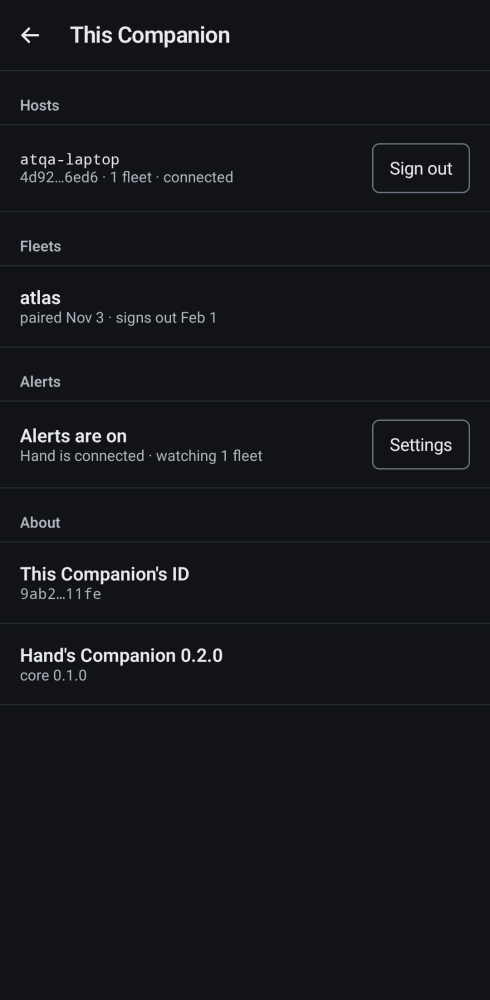 This Companion
Hosts
atqa-laptop
4d92…6ed6 · 1 fleet · connected
Sign out
Fleets
atlas
paired Nov 3 · signs out Feb 1
Alerts
Alerts are on
Hand is connected · watching 1 fleet
Settings
About
This Companion's ID
9ab2…11fe
Hand's Companion 0.2.0
core 0.1.0